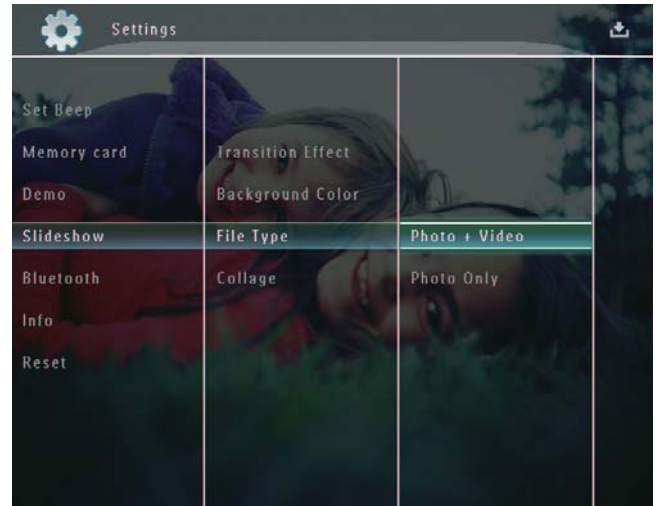 Settings
Set Beep
Memory card
Demo
Slideshow
Bluetooth
Info
Reset
Transition Effect
Background Color
File Type
Collage
Photo + Video
Photo Only